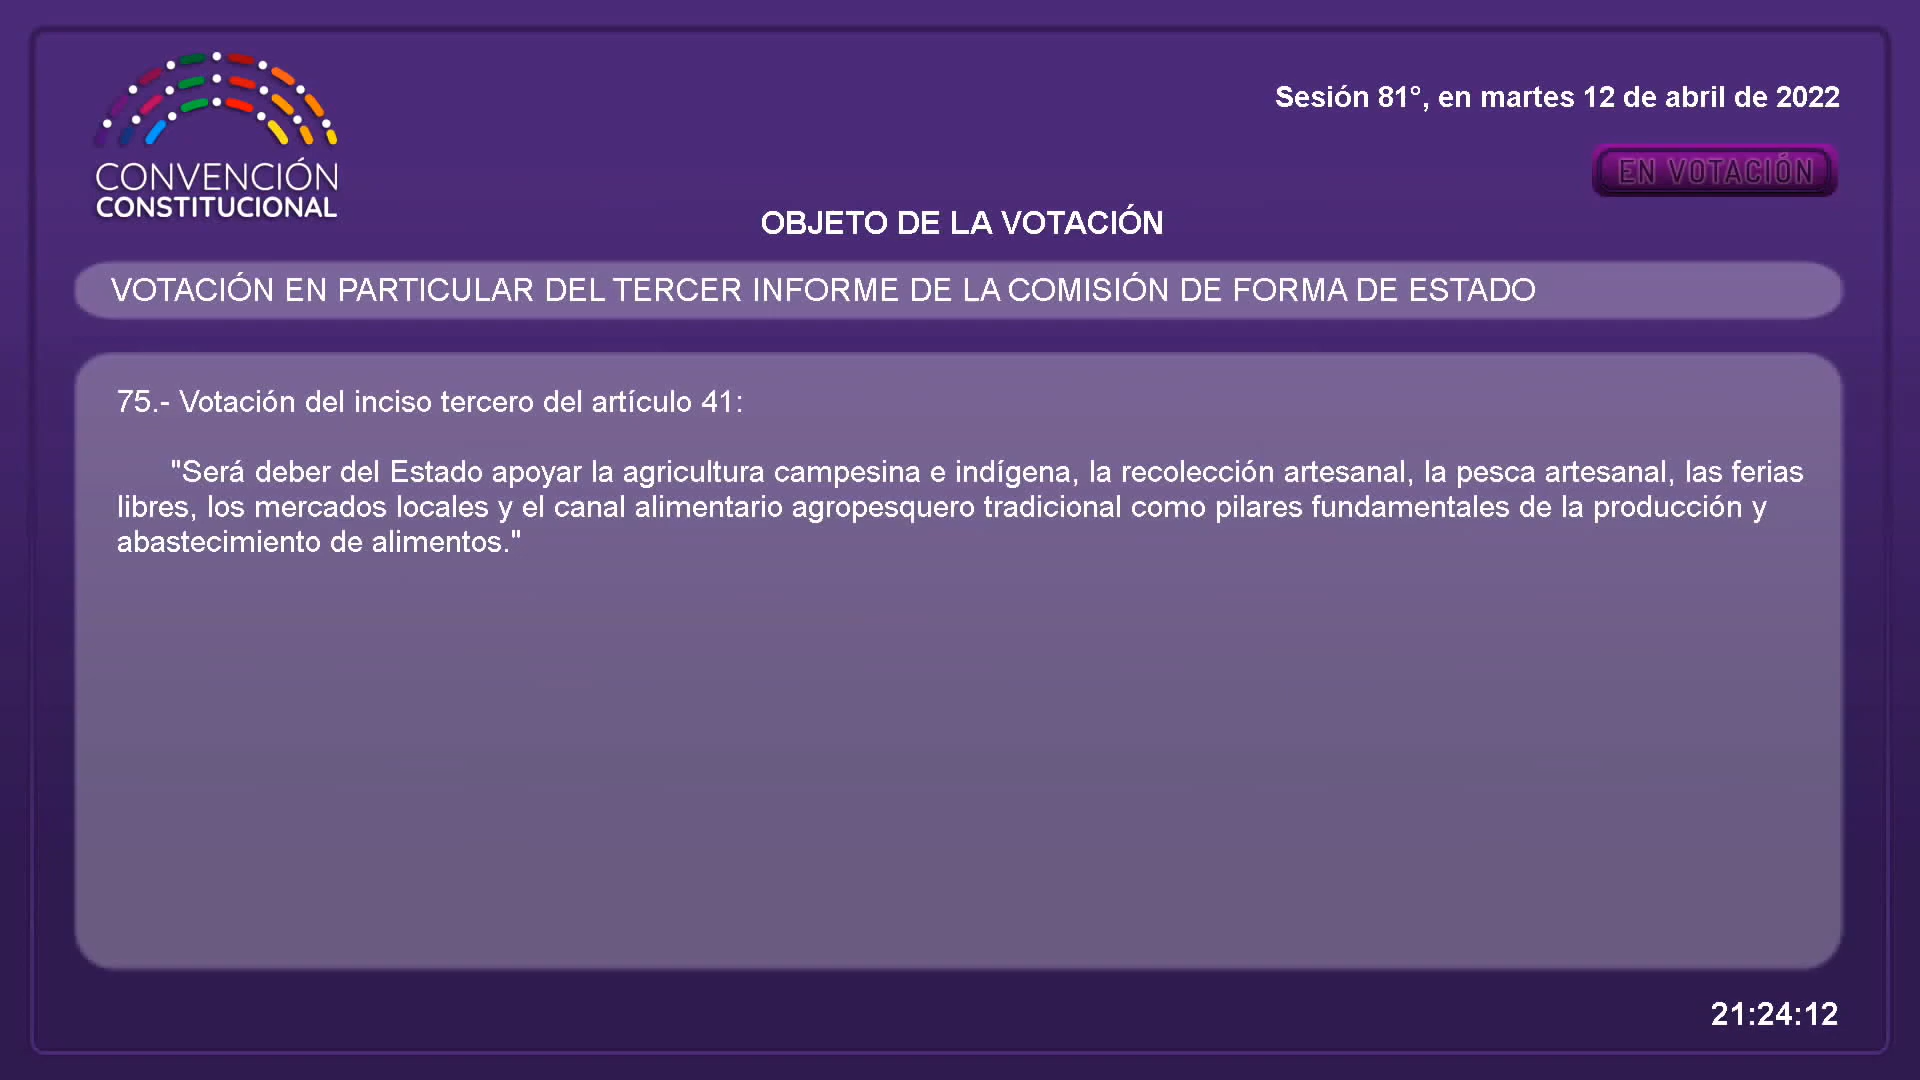 CONVENCIÓN
CONSTITUCIONAL
Sesión 81°, en martes 12 de abril de 2022
EN VOTACIÓN
OBJETO DE LA VOTACIÓN
VOTACIÓN EN PARTICULAR DEL TERCER INFORME DE LA COMISIÓN DE FORMA DE ESTADO
75.- Votación del inciso tercero del artículo 41:
"Será deber del Estado apoyar la agricultura campesina e indígena, la recolección artesanal, la pesca artesanal, las ferias
libres, los mercados locales y el canal alimentario agropesquero tradicional como pilares fundamentales de la producción y
abastecimiento de alimentos."
21:24:12